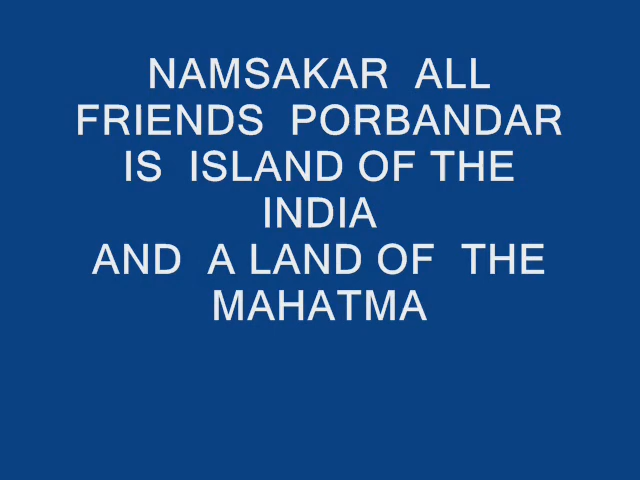 NAMSAKAR ALL
FRIENDS PORBANDAR
IS ISLAND OF THE
INDIA
AND A LAND OF THE
MAHATMA